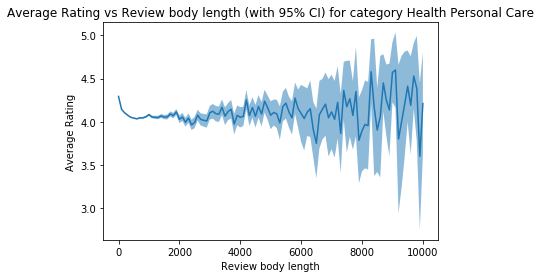 Average Rating vs Review body length (with 95% CI) for category Health Personal Care
5.0
4.5
4.0
3.5
3.0
Average Rating
0 2000 4000 6000 8000 10000
Review body length